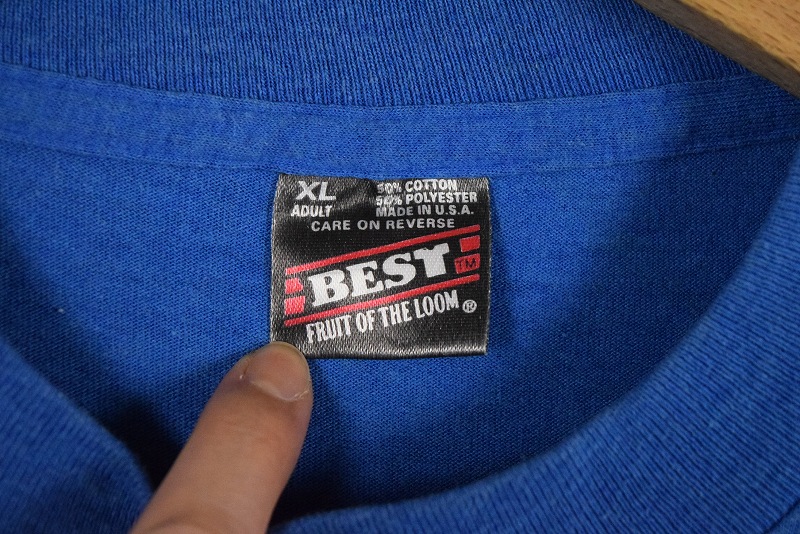 XL 50% COTTON
50% POLYESTER
ADULT MADE IN U.S.A.
CARE ON REVERSE
BEST TM
FRUIT OF THE LOOM ®